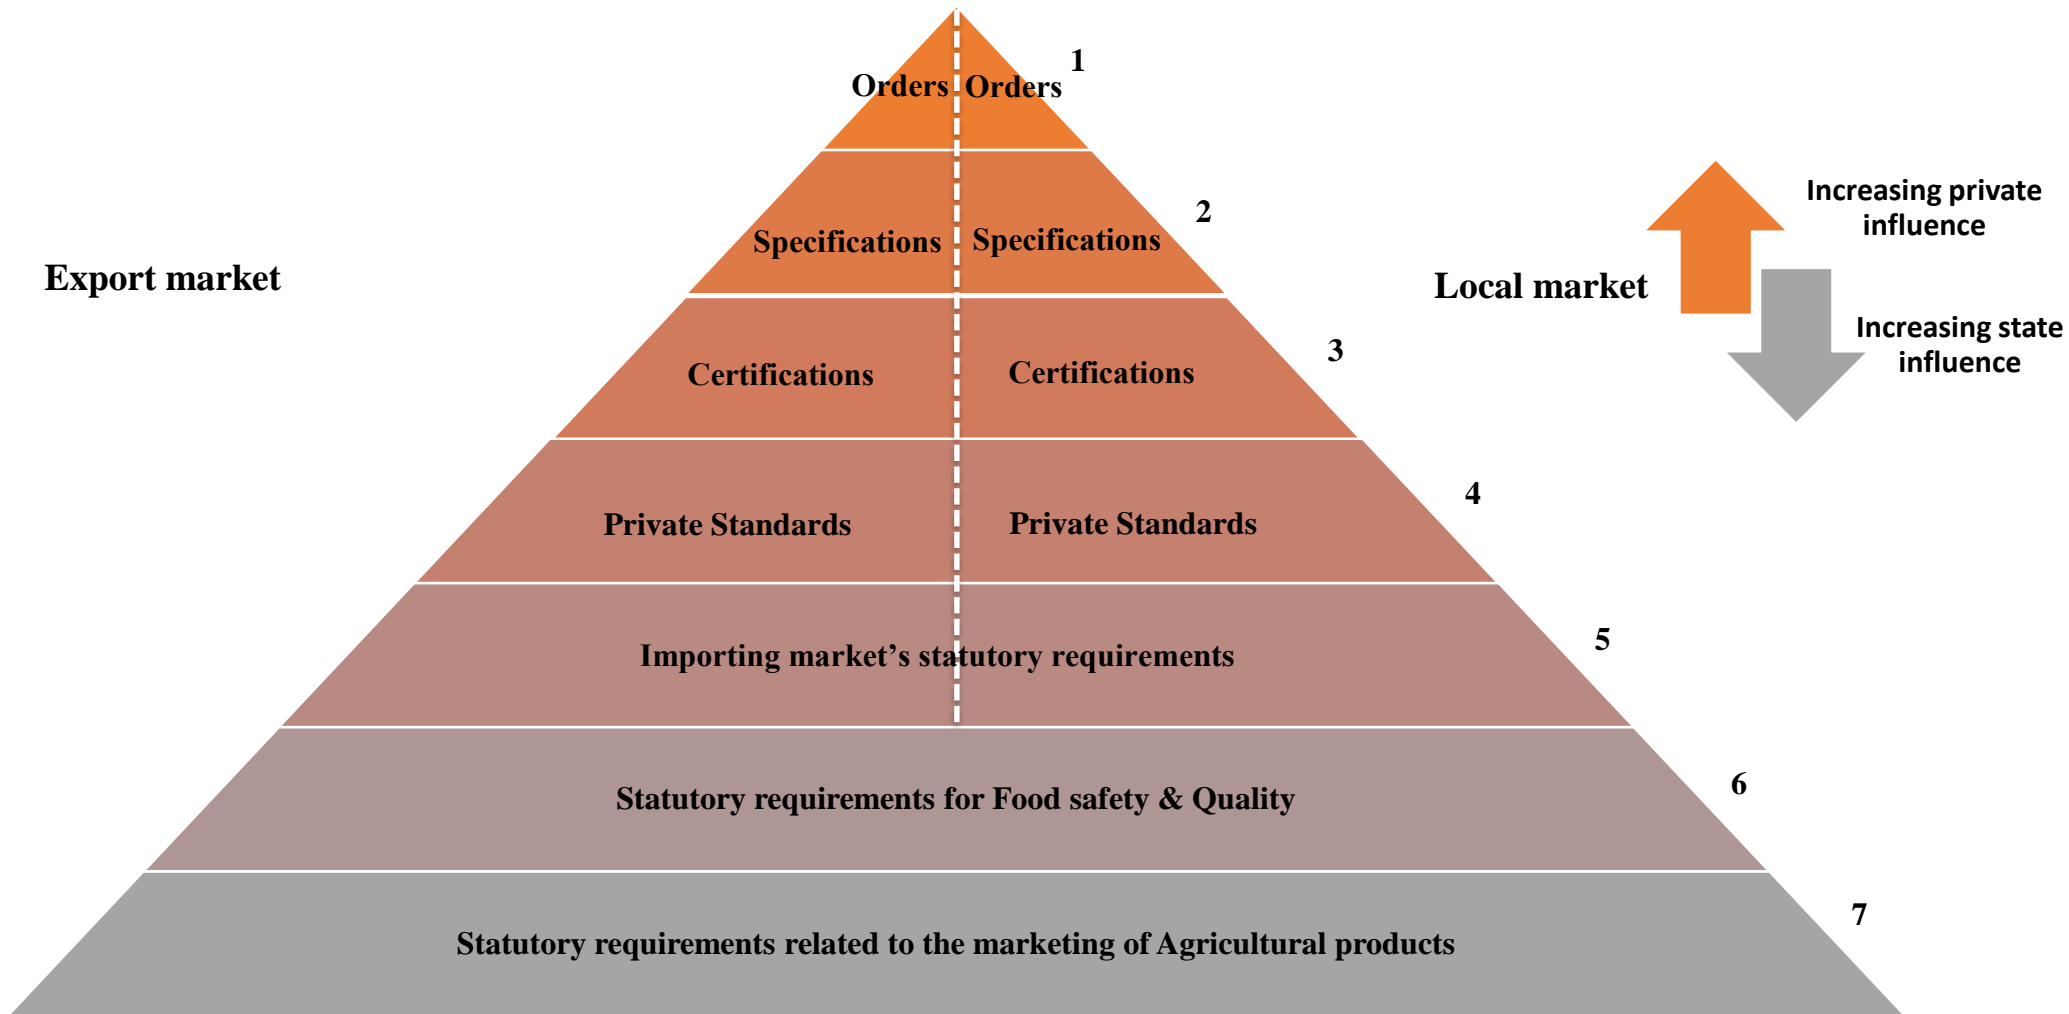 Orders
Orders
1
Specifications
Specifications
2
Export market
Local market
Increasing private
influence
Increasing state
influence
Certifications
Certifications
3
Private Standards
Private Standards
4
Importing market’s statutory requirements
5
Statutory requirements for Food safety & Quality
6
Statutory requirements related to the marketing of Agricultural products
7